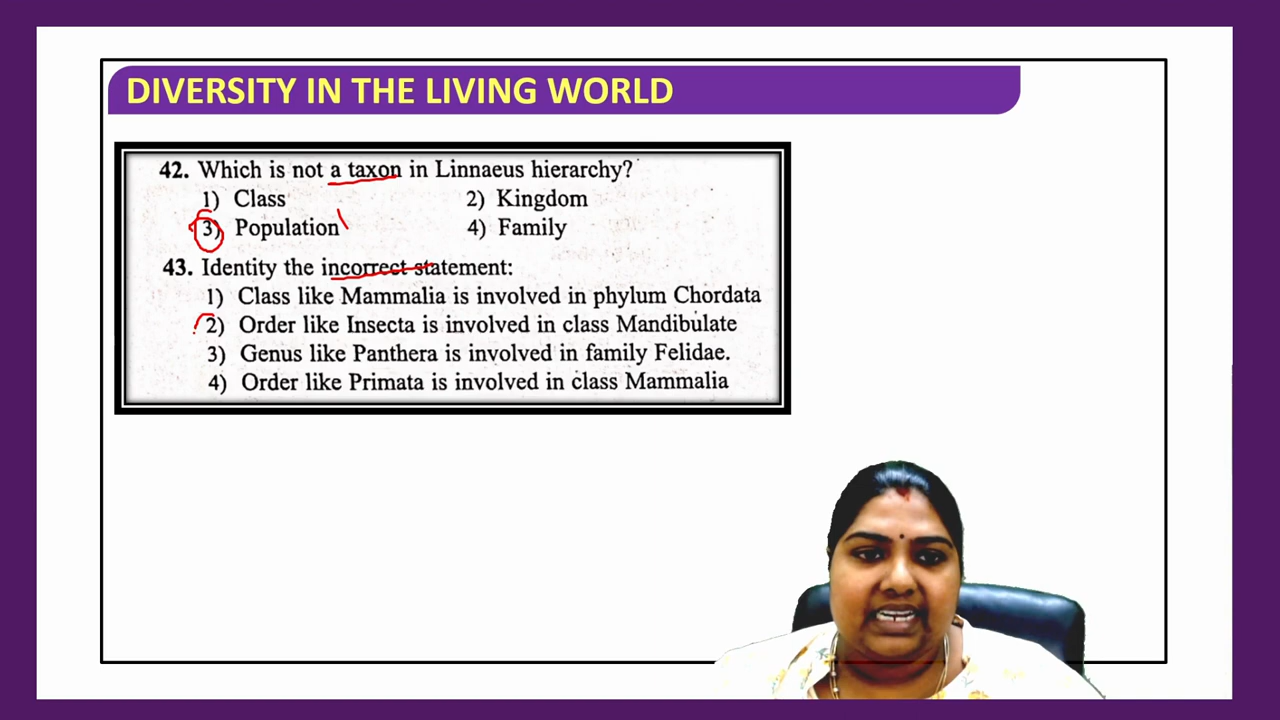 DIVERSITY IN THE LIVING WORLD
42. Which is not a taxon in Linnaeus hierarchy?
1) Class 2) Kingdom
3) Population 4) Family
43. Identity the incorrect statement:
1) Class like Mammalia is involved in phylum Chordata
2) Order like Insecta is involved in class Mandibulate
3) Genus like Panthera is involved in family Felidae.
4) Order like Primata is involved in class Mammalia